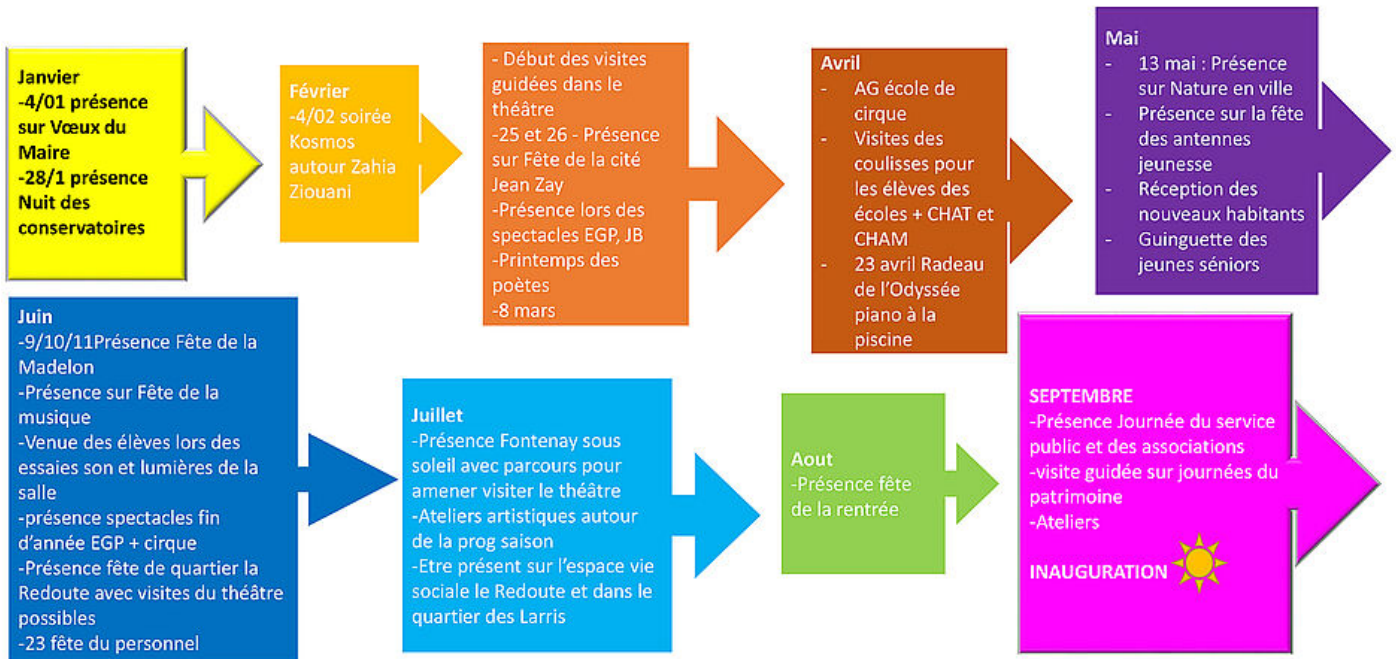 Janvier
-4/01 présence
sur Vœux du
Maire
-28/1 présence
Nuit des
conservatoires
Février
-4/02 soirée
Kosmos
autour Zahia
Ziouani
- Début des visites
guidées dans le
théâtre
-25 et 26 - Présence
sur Fête de la cité
Jean Zay
-Présence lors des
spectacles EGP, JB
-Printemps des
poètes
-8 mars
Avril
- AG école de
cirque
- Visites des
coulisses pour
les élèves des
écoles + CHAT et
CHAM
- 23 avril Radeau
de l’Odyssée
piano à la
piscine
Mai
- 13 mai : Présence
sur Nature en ville
- Présence sur la fête
des antennes
jeunesse
- Réception des
nouveaux habitants
- Guinguette des
jeunes séniors
Juin
-9/10/11Présence Fête de la
Madelon
-Présence sur Fête de la
musique
-Venue des élèves lors des
essaies son et lumières de la
salle
-présence spectacles fin
d’année EGP + cirque
-Présence fête de quartier la
Redoute avec visites du théâtre
possibles
-23 fête du personnel
Juillet
-Présence Fontenay sous
soleil avec parcours pour
amener visiter le théâtre
-Ateliers artistiques autour
de la prog saison
-Etre présent sur l’espace vie
sociale le Redoute et dans le
quartier des Larris
Aout
-Présence fête
de la rentrée
SEPTEMBRE
-Présence Journée du service
public et des associations
-visite guidée sur journées du
patrimoine
-Ateliers
INAUGURATION